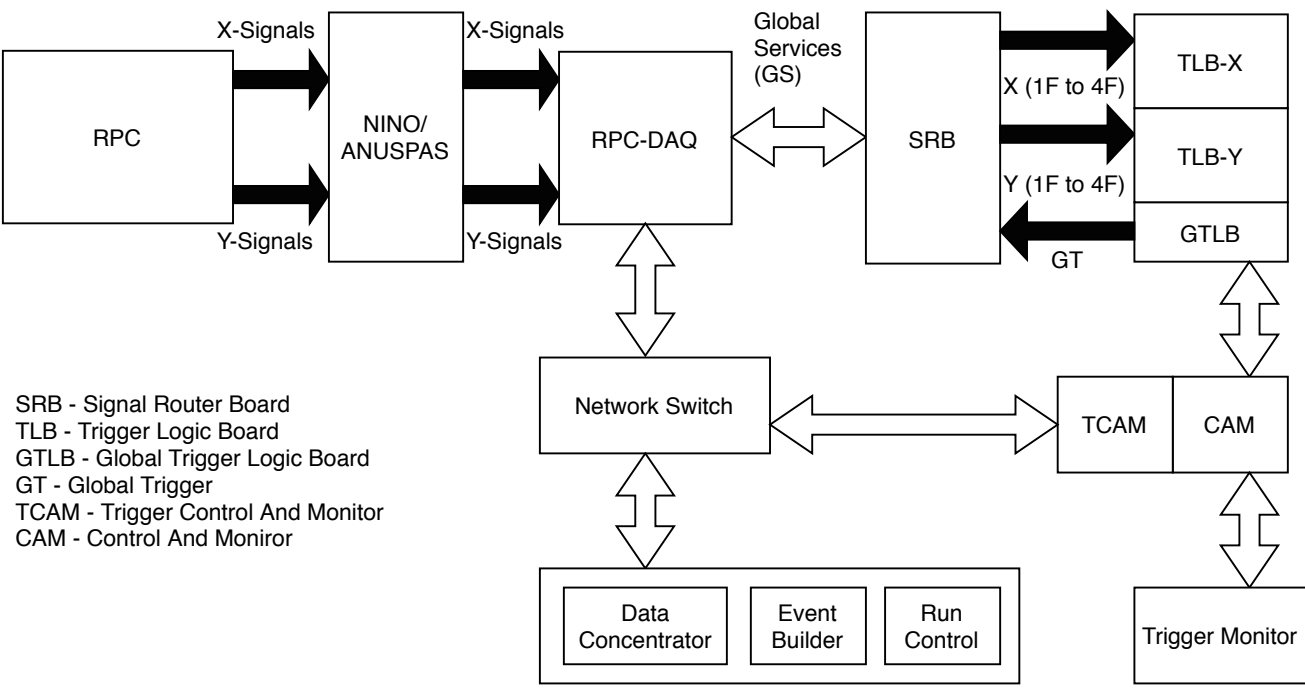 X-Signals
X-Signals
Global
Services
(GS)
RPC
NINO/
ANUSPAS
RPC-DAQ
SRB
TLB-X
X (1F to 4F)
TLB-Y
Y (1F to 4F)
Y-Signals
Y-Signals
GTLB
GT
SRB - Signal Router Board
TLB - Trigger Logic Board
GTLB - Global Trigger Logic Board
GT - Global Trigger
TCAM - Trigger Control And Monitor
CAM - Control And Moniror
Network Switch
TCAM
CAM
Data
Concentrator
Event
Builder
Run
Control
Trigger Monitor